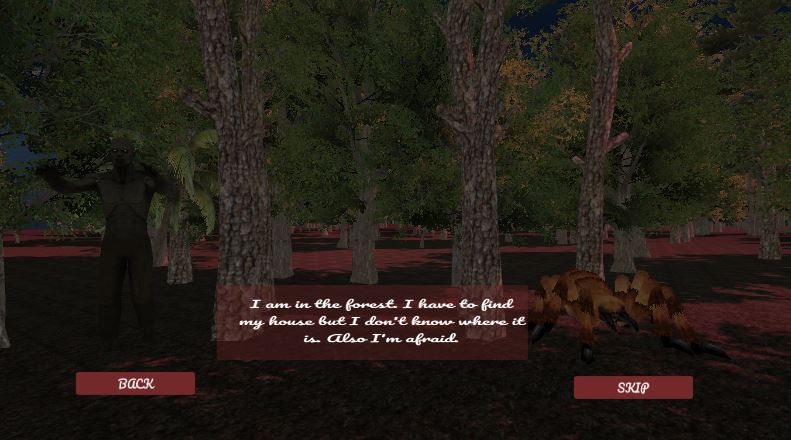 I am in the forest. I have to find
my house but I don't know where it
is. Also I'm afraid.
BACK
SKIP